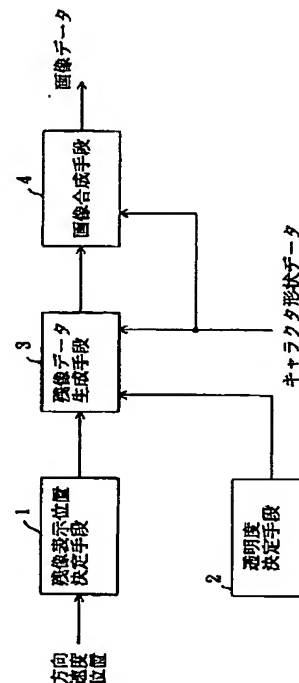 方向
速度
位置
1
残像表示位置
決定手段
2
透明度
決定手段
3
残像データ
生成手段
4
画像合成手段
画像データ
キャラクタ形状データ